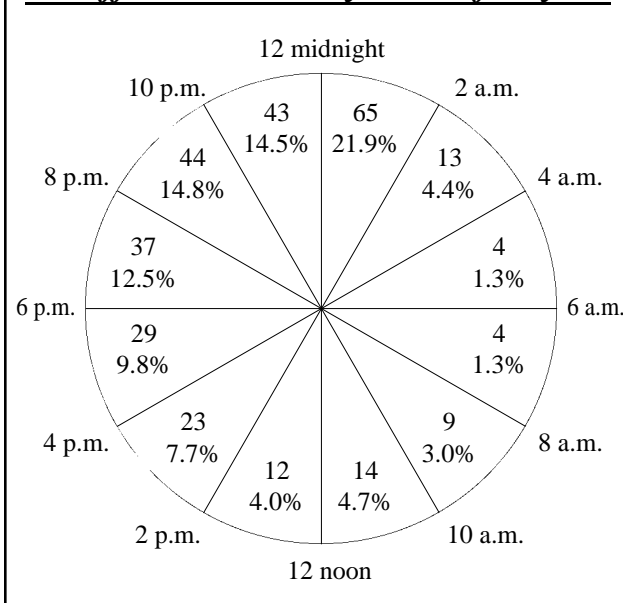 12 midnight
10 p.m.
2 a.m.
43
14.5%
65
21.9%
44
14.8%
13
4.4%
8 p.m.
4 a.m.
37
12.5%
4
1.3%
6 p.m.
6 a.m.
29
9.8%
4
1.3%
23
7.7%
9
3.0%
4 p.m.
8 a.m.
12
4.0%
14
4.7%
2 p.m.
10 a.m.
12 noon